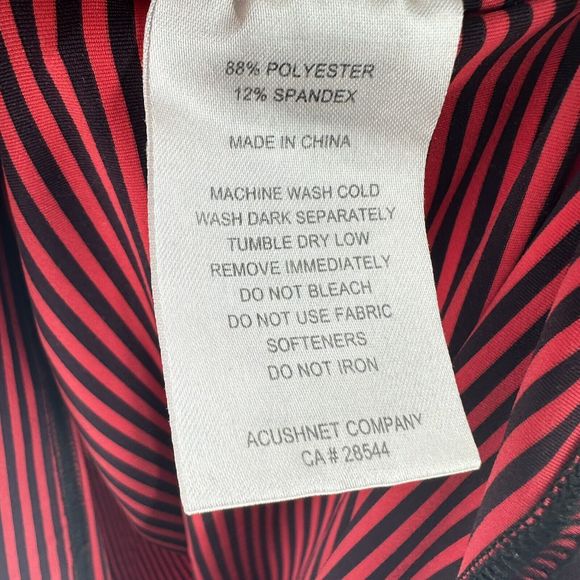 88% POLYESTER
12% SPANDEX
MADE IN CHINA
MACHINE WASH COLD
WASH DARK SEPARATELY
TUMBLE DRY LOW
REMOVE IMMEDIATELY
DO NOT BLEACH
DO NOT USE FABRIC
SOFTENERS
DO NOT IRON
ACUSHNET COMPANY
CA # 28544